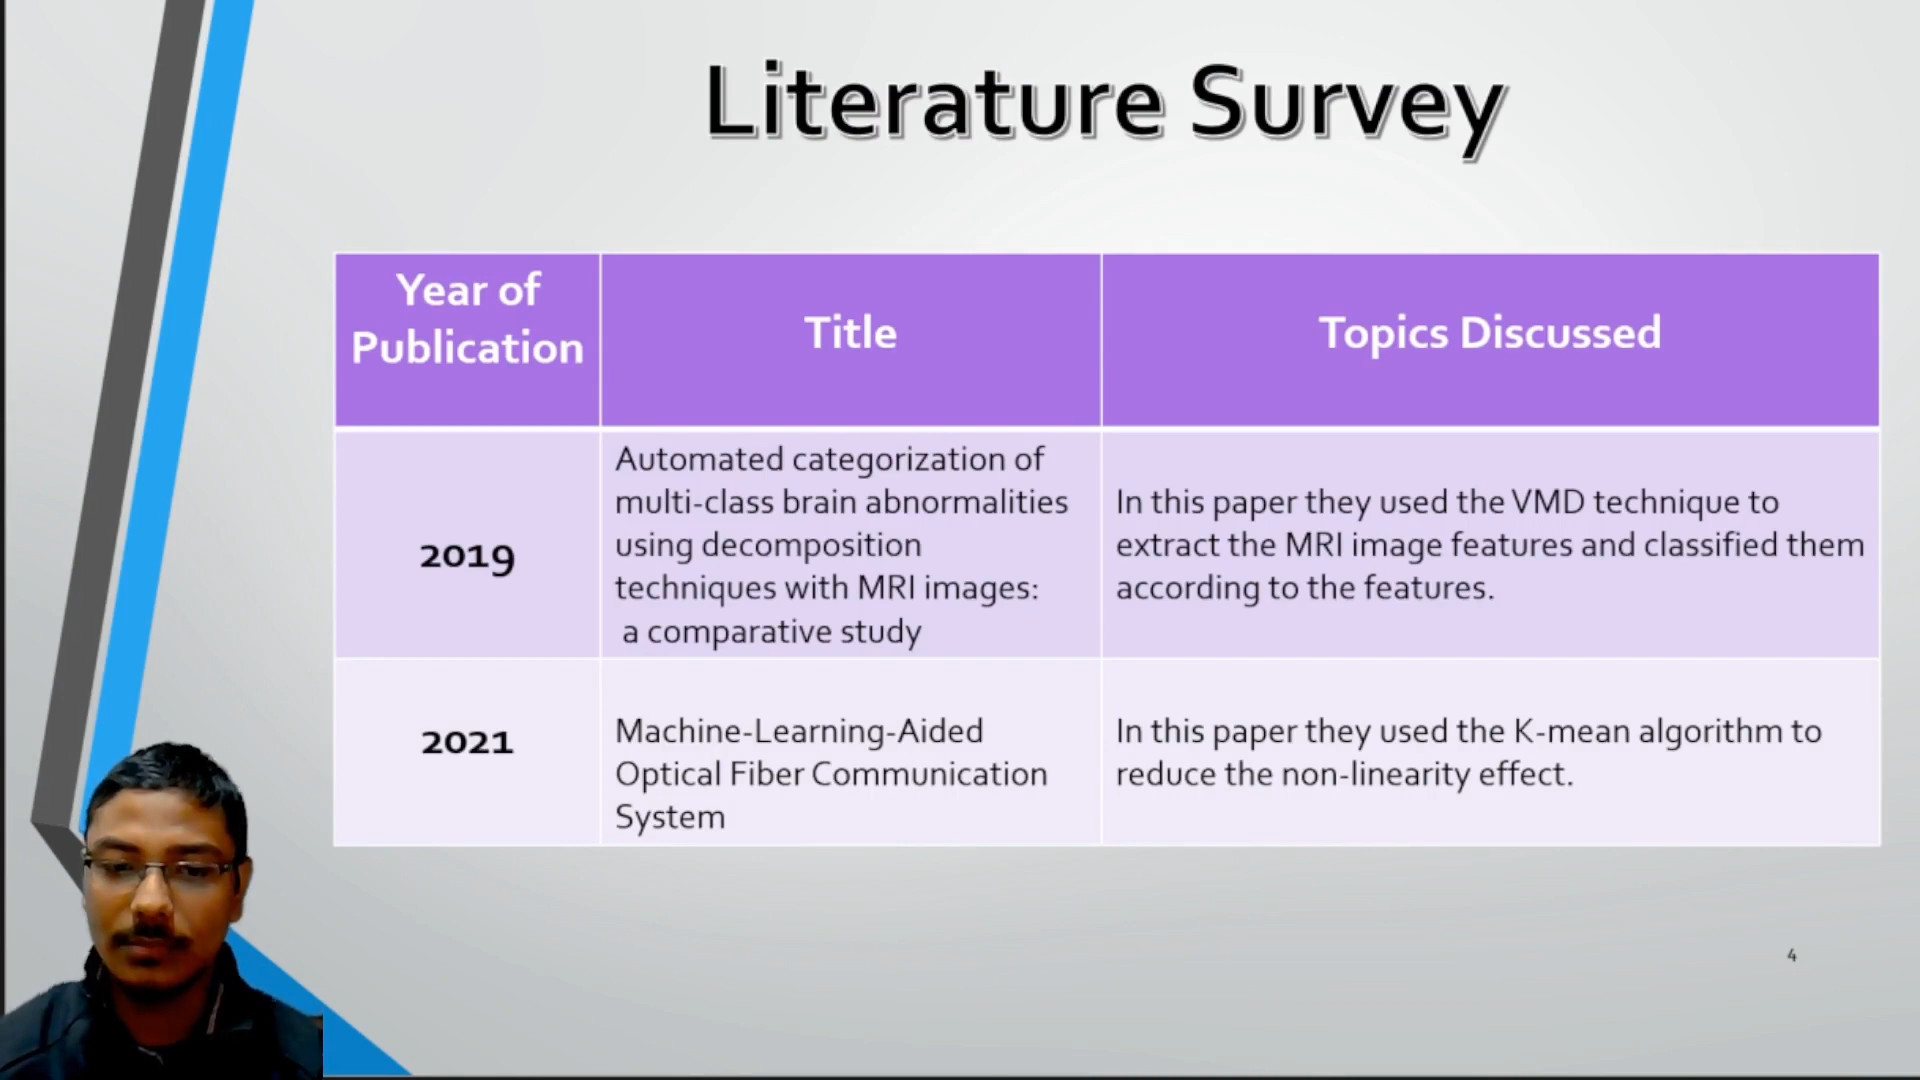 Literature Survey
Year of
Publication
Title
Topics Discussed
2019
Automated categorization of
multi-class brain abnormalities
using decomposition
techniques with MRI images:
a comparative study
In this paper they used the VMD technique to
extract the MRI image features and classified them
according to the features.
2021
Machine-Learning-Aided
Optical Fiber Communication
System
In this paper they used the K-mean algorithm to
reduce the non-linearity effect.
4